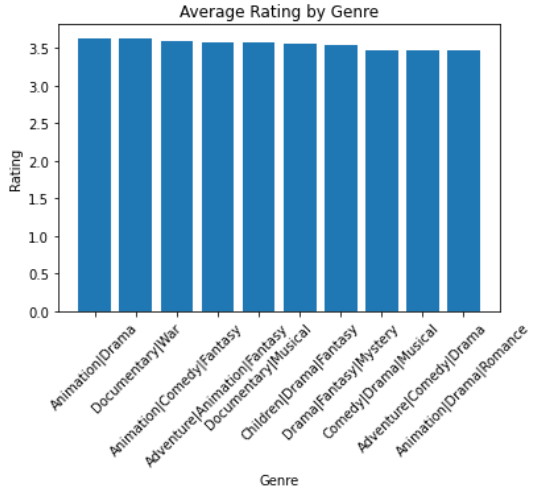 Average Rating by Genre
Rating
3.5
3.0
2.5
2.0
1.5
1.0
0.5
0.0
Animation|Drama
Documentary|War
Animation|Comedy|Fantasy
Adventure|Animation|Fantasy
Documentary|Musical
Children|Drama|Fantasy
Drama|Fantasy|Mystery
Comedy|Drama|Musical
Adventure|Comedy|Drama
Animation|Drama|Romance
Genre